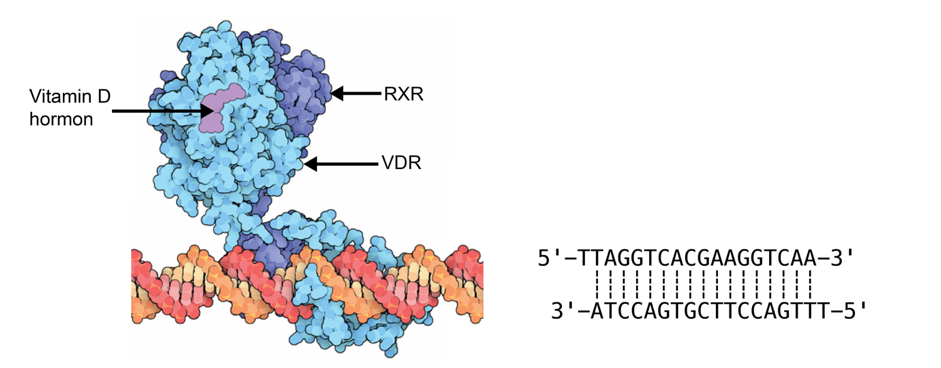 Vitamin D
hormon
RXR
VDR
5'-TTAGGTCACGAAGGTCAA-3'
3'-ATCCAGTGCTTCCAGTTT-5'